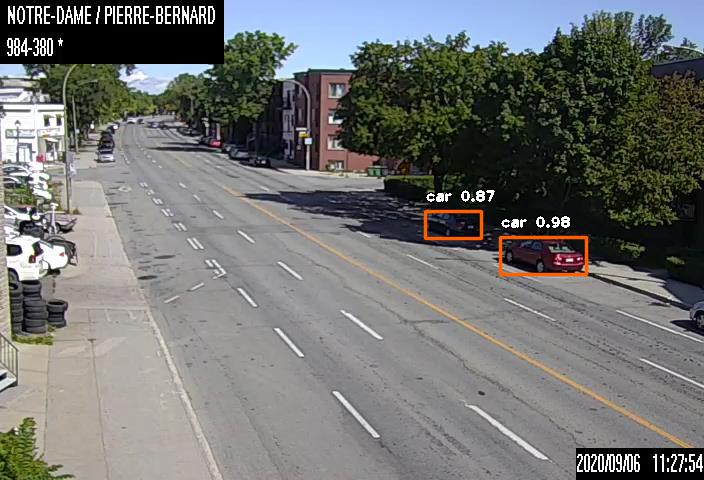 NOTRE-DAME / PIERRE-BERNARD
984-380 *
car 0.87
car 0.98
2020/09/06 11:27:54